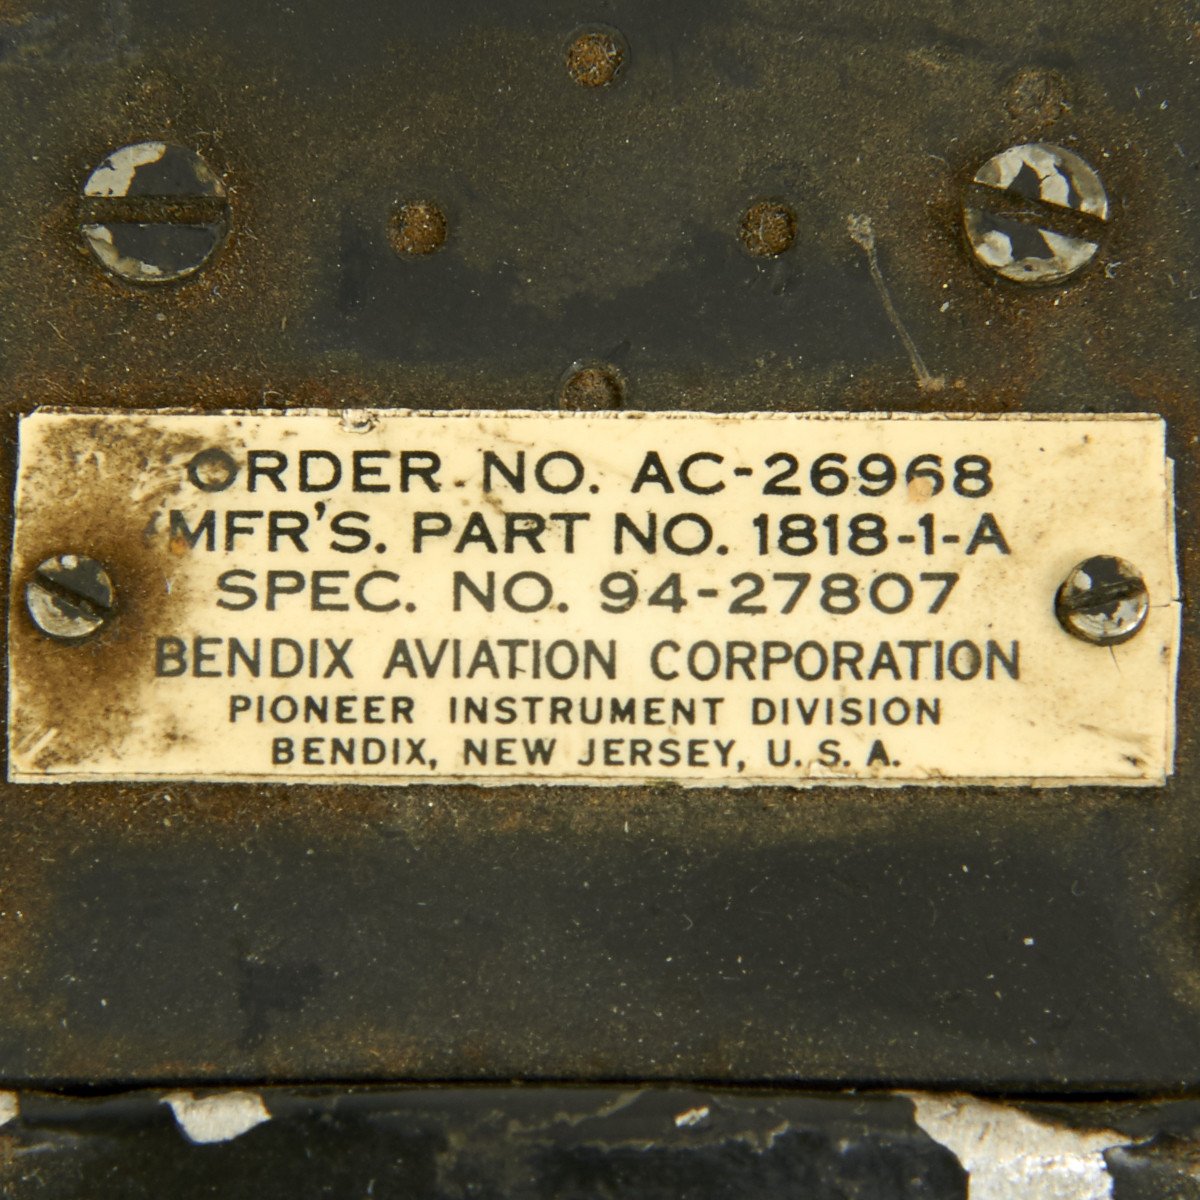 ORDER NO. AC-26968
MFR'S. PART NO. 1818-1-A
SPEC. NO. 94-27807
BENDIX AVIATION CORPORATION
PIONEER INSTRUMENT DIVISION
BENDIX, NEW JERSEY, U. S. A.